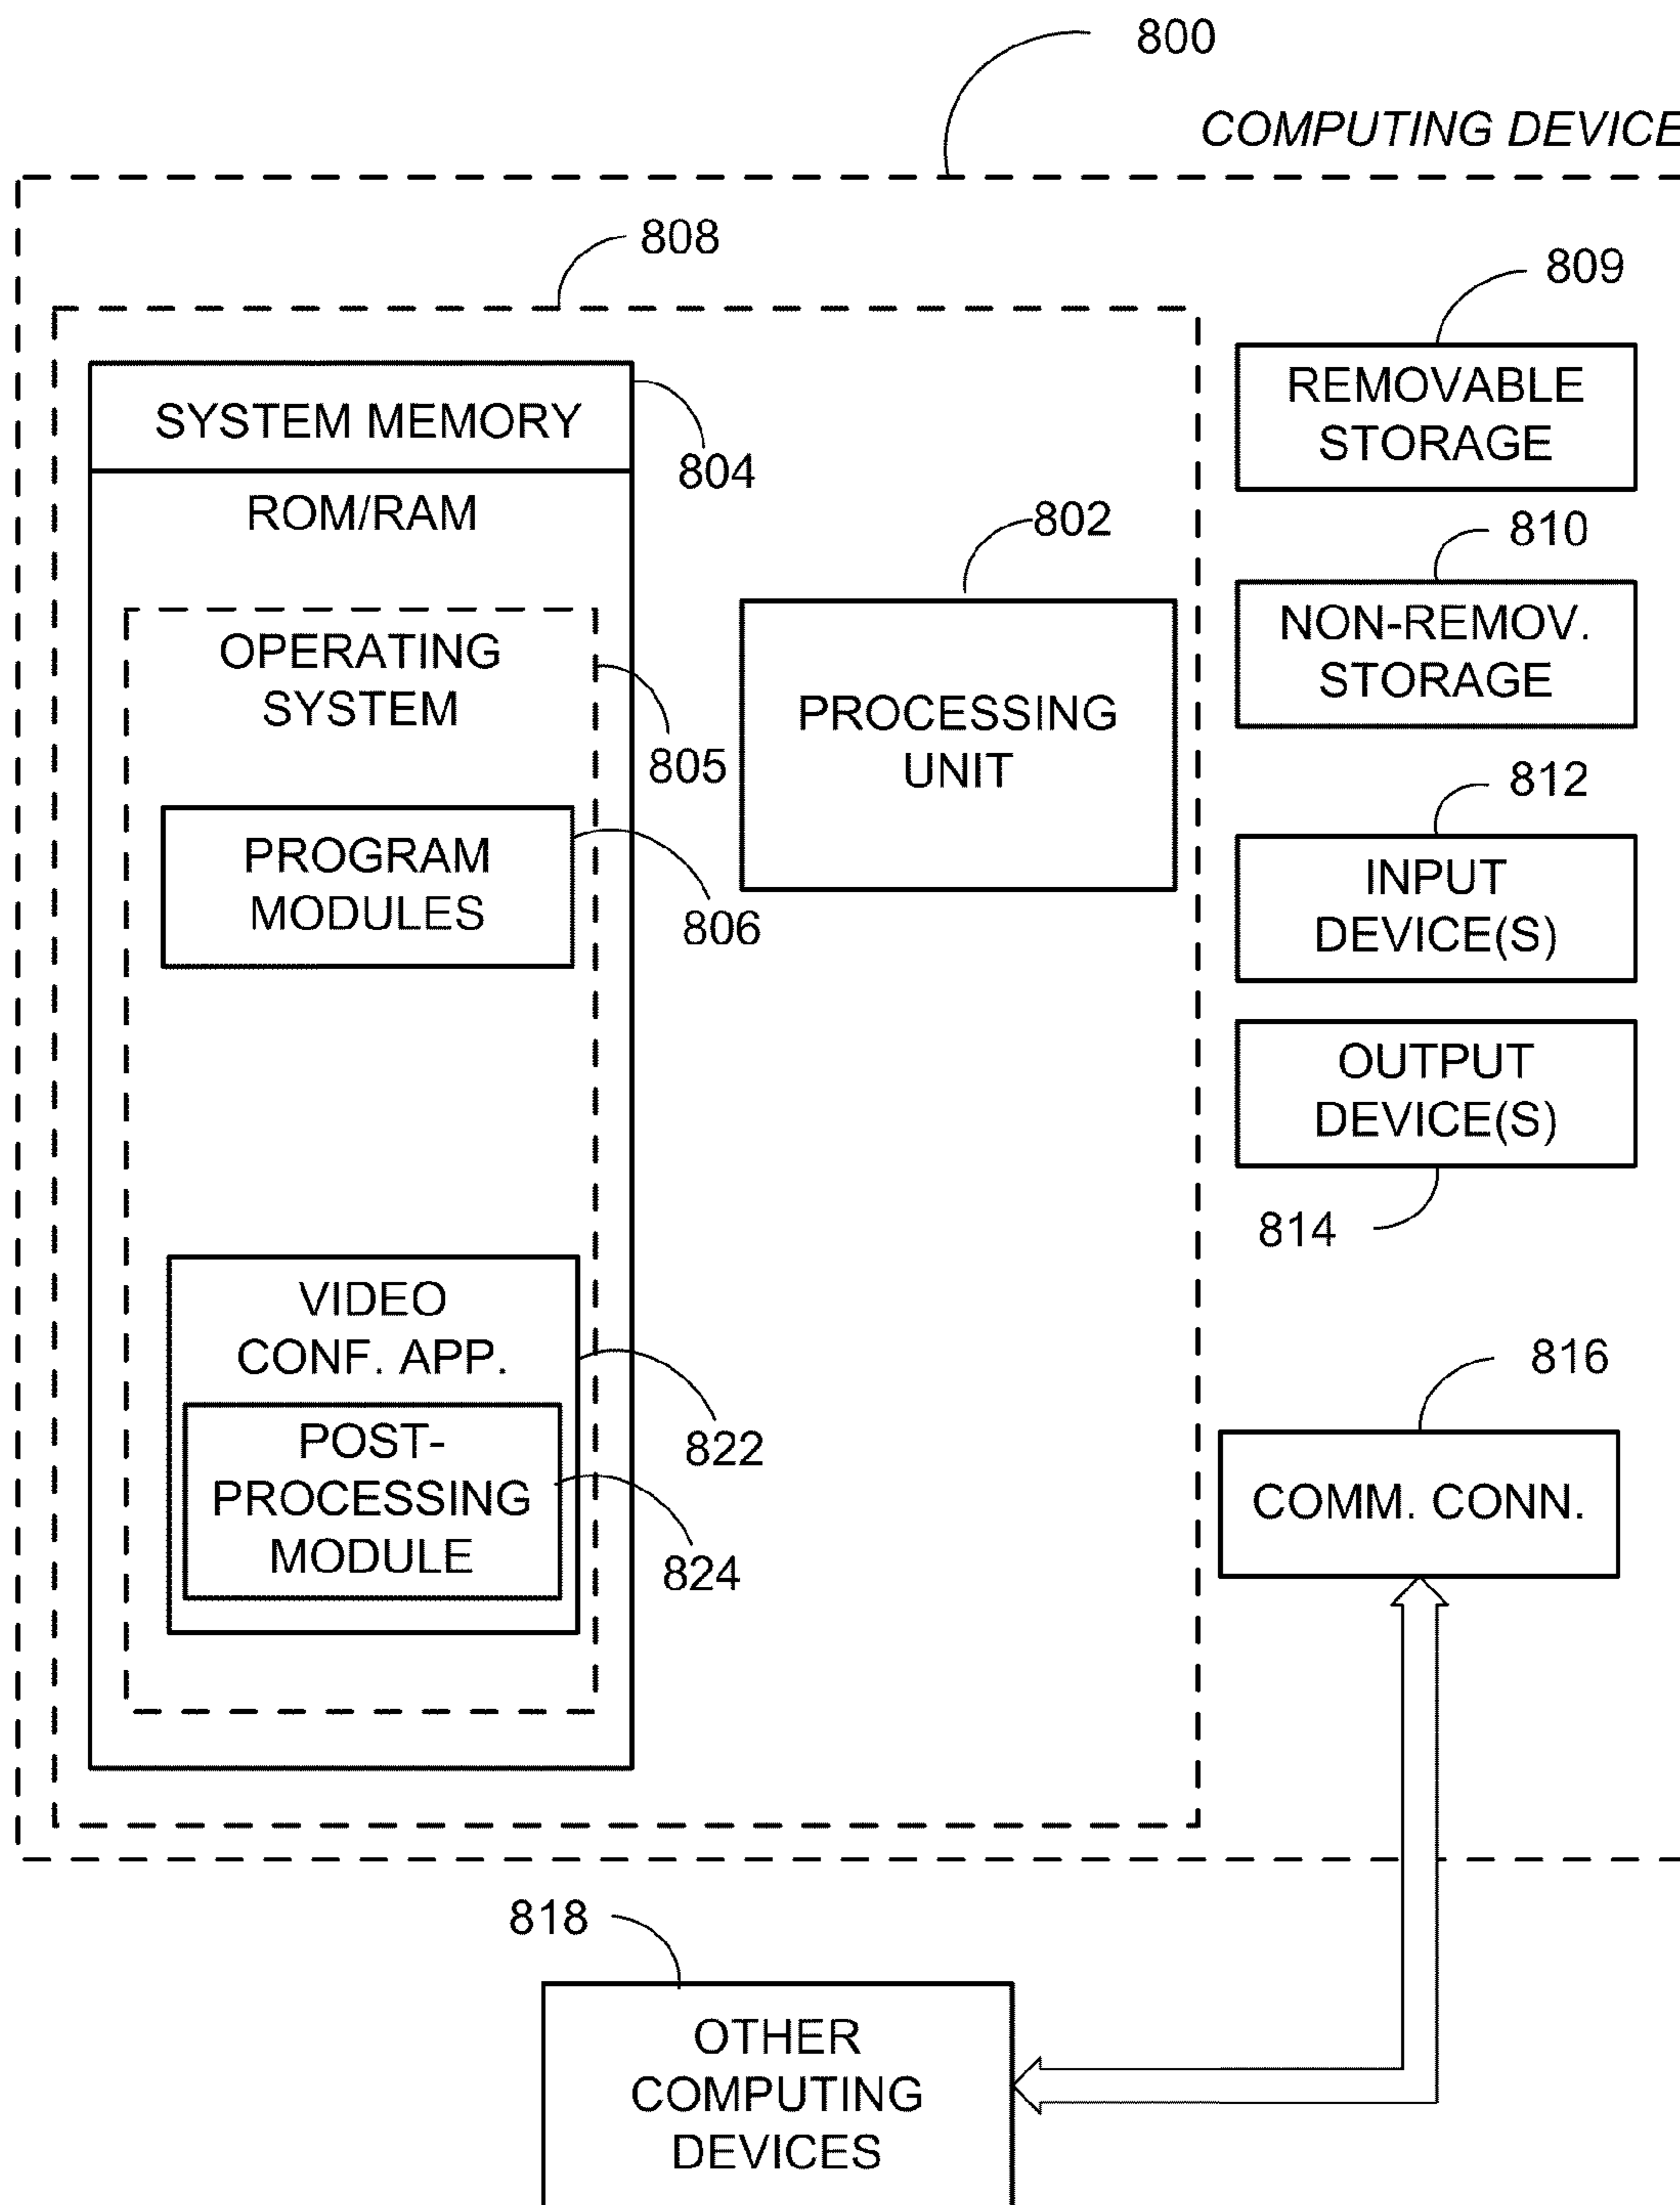 800
COMPUTING DEVICE
808
809
SYSTEM MEMORY
804
ROM/RAM
REMOVABLE
STORAGE
802
810
OPERATING
SYSTEM
805
PROCESSING
UNIT
NON-REMOV.
STORAGE
812
PROGRAM
MODULES
806
INPUT
DEVICE(S)
OUTPUT
DEVICE(S)
814
VIDEO
CONF. APP.
822
816
POST-
PROCESSING
MODULE
824
COMM. CONN.
818
OTHER
COMPUTING
DEVICES